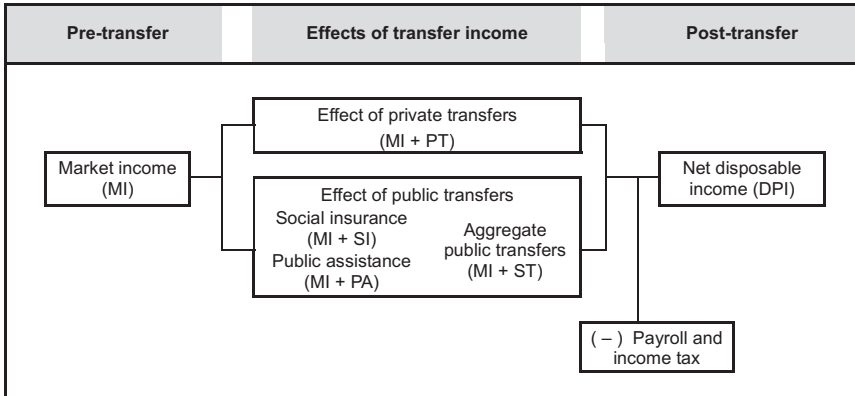 Pre-transfer
Effects of transfer income
Post-transfer
Market income
(MI)
Effect of private transfers
(MI + PT)
Effect of public transfers
Social insurance
(MI + SI)
Public assistance
(MI + PA)
Aggregate
public transfers
(MI + ST)
Net disposable
income (DPI)
( – ) Payroll and
income tax